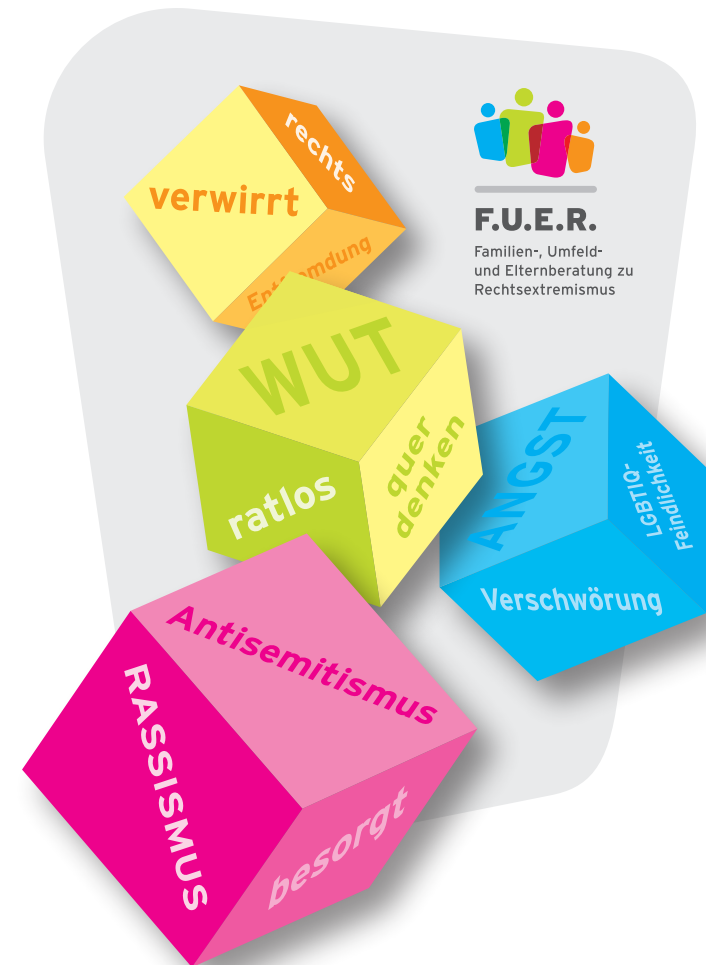 rechts
verwirrt
F.U.E.R.
Familien-, Umfeld-
und Elternberatung zu
Rechtsextremismus
WUT
quer
denken
ratlos
ANGST
LGBTIQ-
Feindlichkeit
Verschwörung
Antisemitismus
RASSISMUS
besorgt